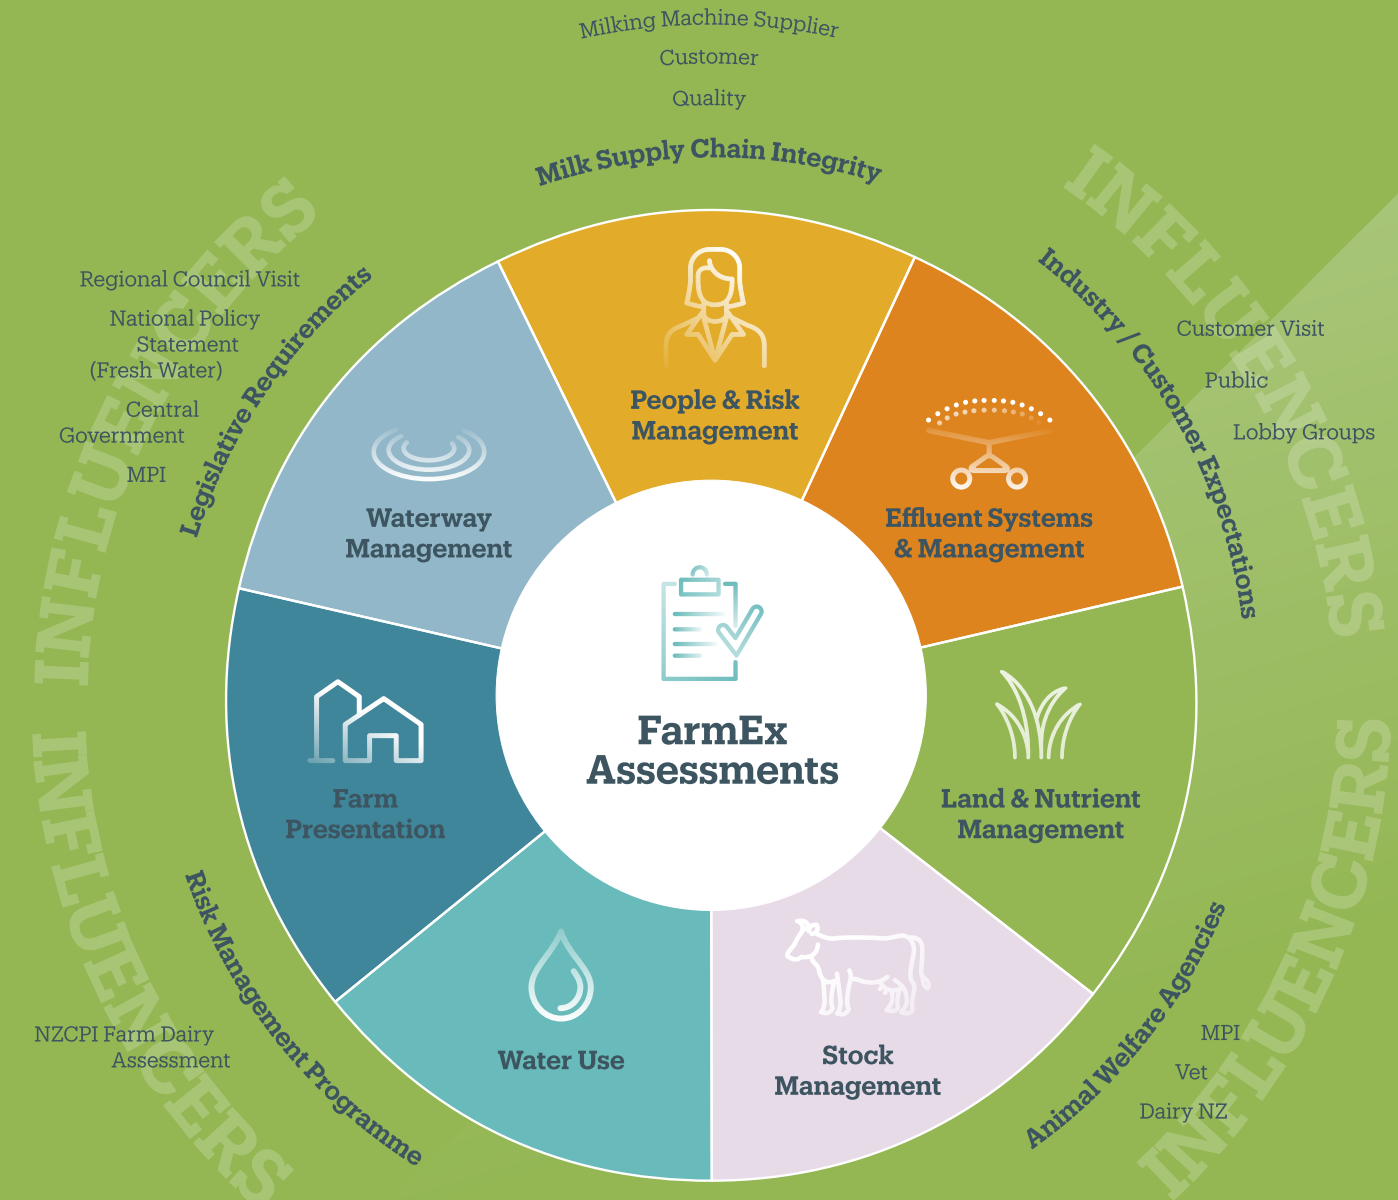 Milking Machine Supplier
Customer
Quality
Milk Supply Chain Integrity
INFLUENCERS
Regional Council Visit
National Policy
Statement
(Fresh Water)
Central
Government
MPI
Legislative Requirements
INFLUENCERS
Industry / Customer Expectations
Customer Visit
Public
Lobby Groups
People & Risk
Management
Waterway
Management
Effluent Systems
& Management
FarmEx
Assessments
Farm
Presentation
Land & Nutrient
Management
Water Use
Stock
Management
INFLUENCERS
Risk Management Programme
NZCPI Farm Dairy
Assessment
INFLUENCERS
Animal Welfare Agencies
MPI
Vet
Dairy NZ